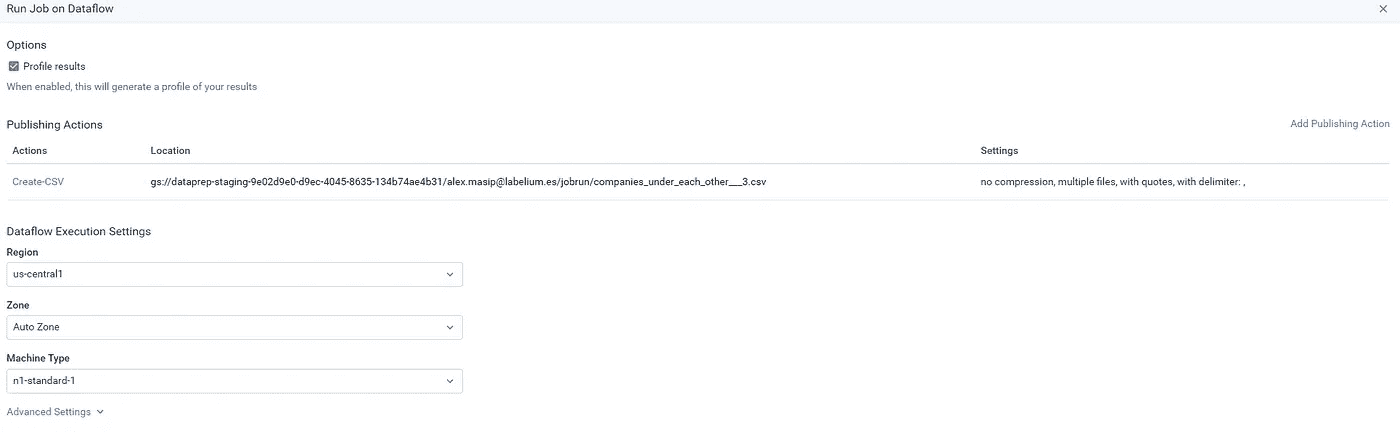 Run Job on Dataflow
Options
Profile results
When enabled, this will generate a profile of your results
Publishing Actions Add Publishing Action
Actions Location Settings
Create-CSV gs://dataprep-staging-9e02d9e0-d9ec-4045-8635-134b74ae4b31/alex.masip@labelium.es/jobrun/companies_under_each_other___3.csv no compression, multiple files, with quotes, with delimiter: ,
Dataflow Execution Settings
Region
us-central1
Zone
Auto Zone
Machine Type
n1-standard-1
Advanced Settings